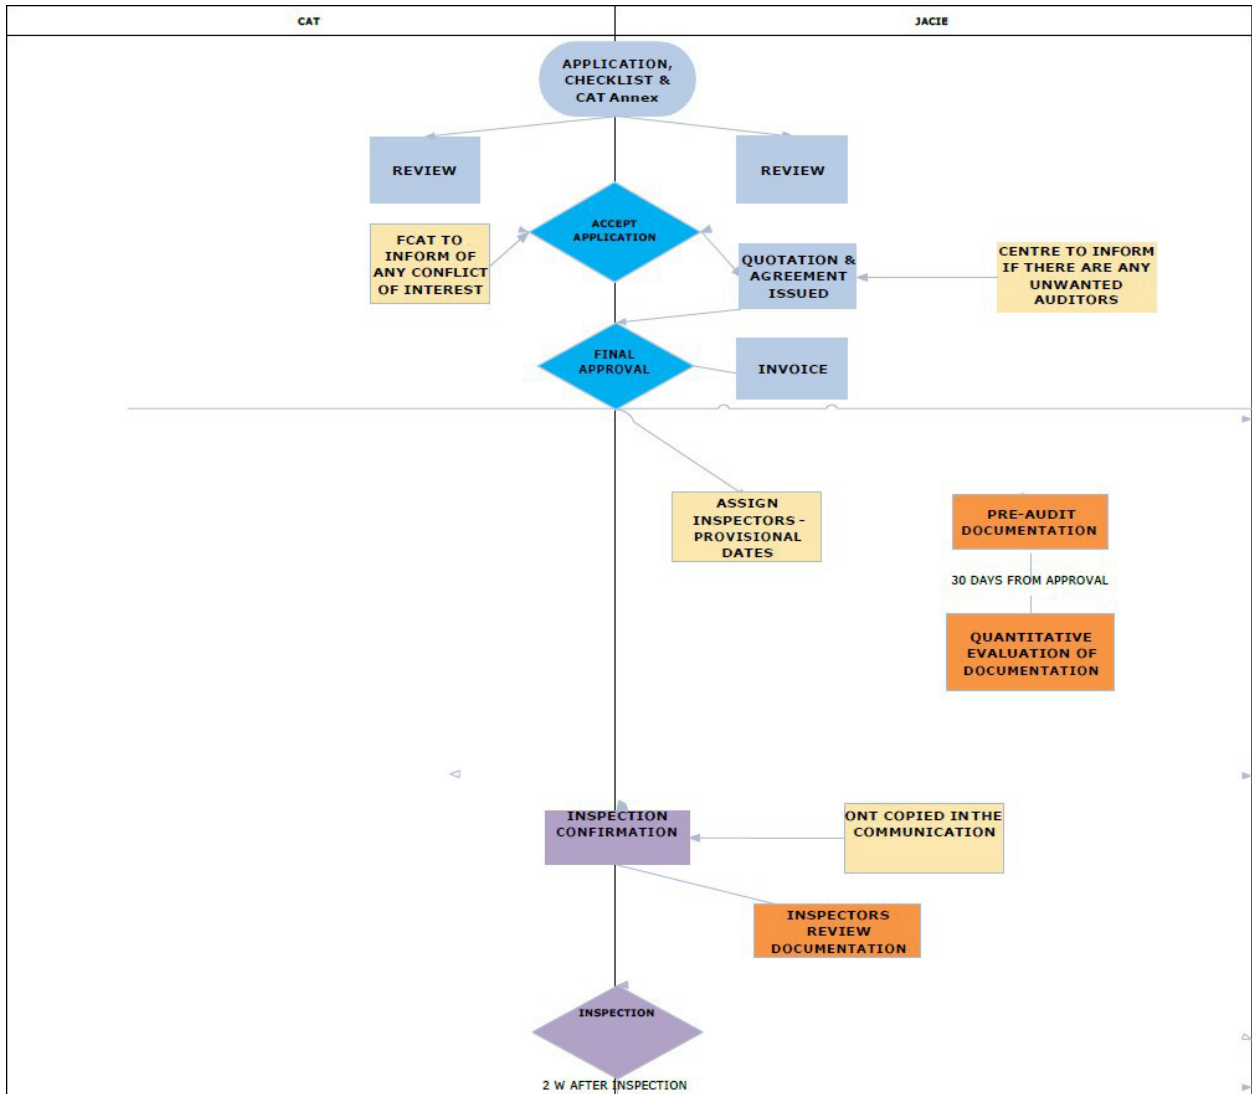 CAT
JACIE
APPLICATION,
CHECKLIST &
CAT Annex
REVIEW
REVIEW
ACCEPT
APPLICATION
FCAT TO
INFORM OF
ANY CONFLICT
OF INTEREST
QUOTATION &
AGREEMENT
ISSUED
CENTRE TO INFORM
IF THERE ARE ANY
UNWANTED
AUDITORS
FINAL
APPROVAL
INVOICE
ASSIGN
INSPECTORS -
PROVISIONAL
DATES
PRE-AUDIT
DOCUMENTATION
30 DAYS FROM APPROVAL
QUANTITATIVE
EVALUATION OF
DOCUMENTATION
INSPECTION
CONFIRMATION
ONT COPIED IN THE
COMMUNICATION
INSPECTORS
REVIEW
DOCUMENTATION
INSPECTION
2 W AFTER INSPECTION